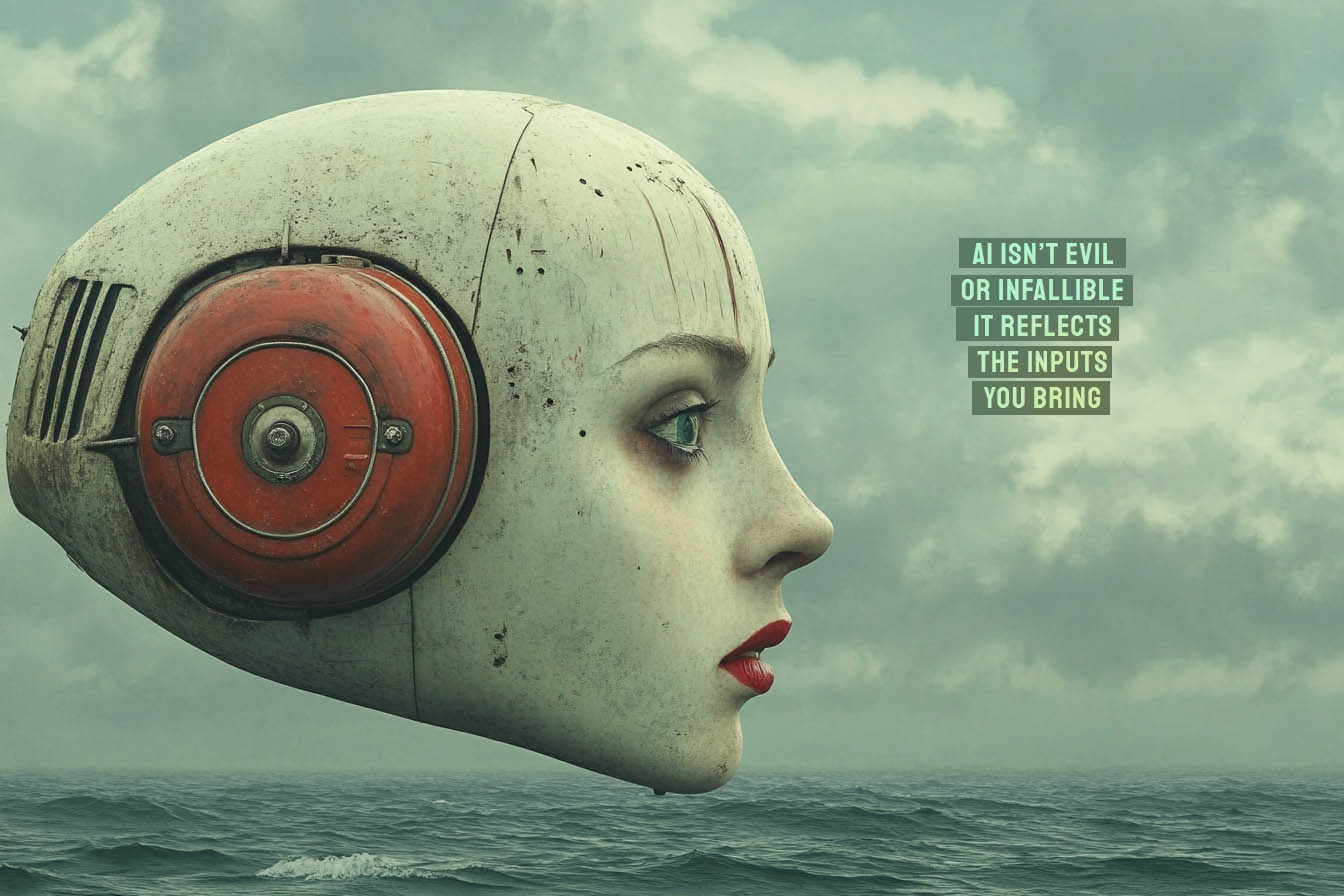 AI ISN’T EVIL
OR INFALLIBLE
IT REFLECTS
THE INPUTS
YOU BRING